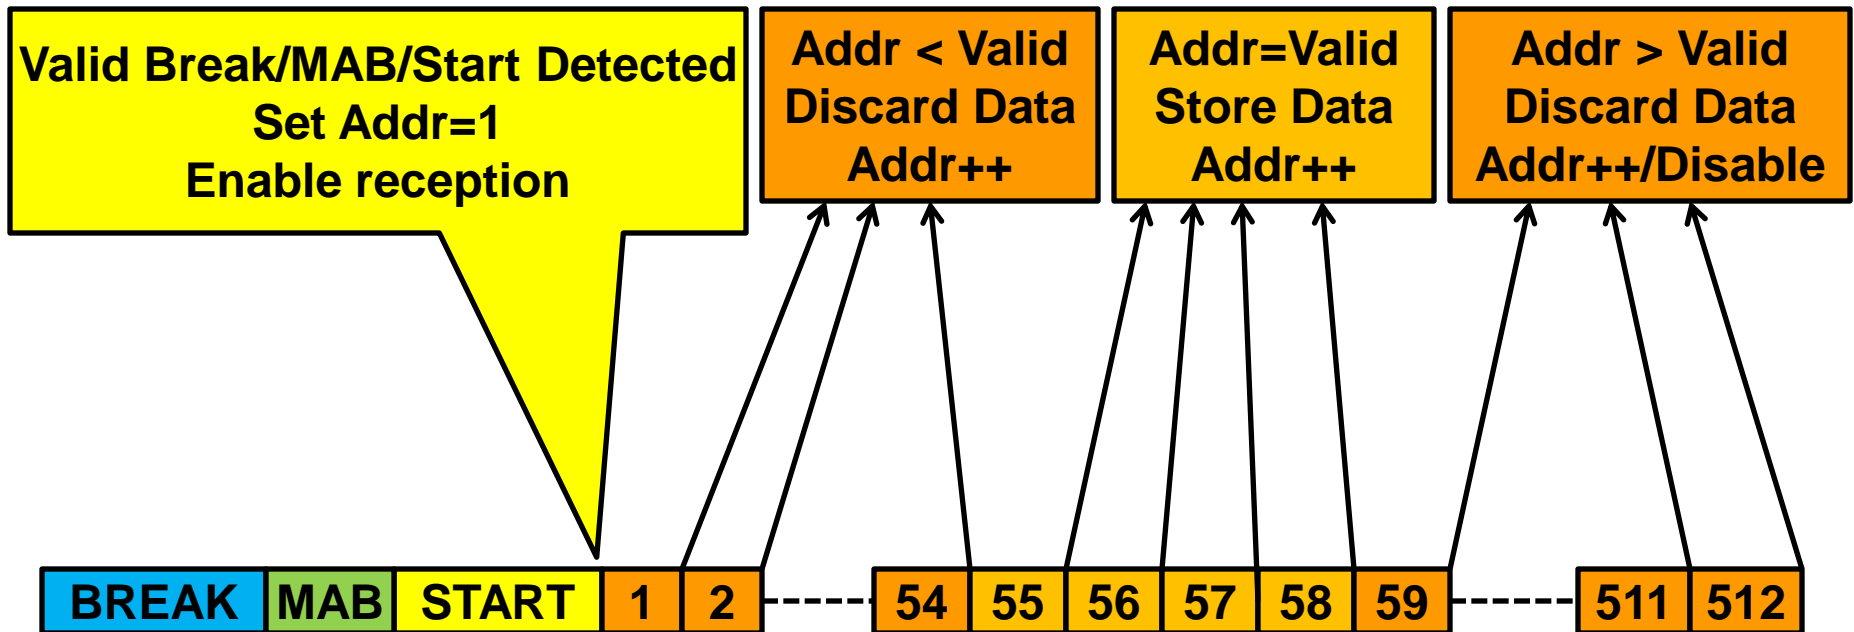 Valid Break/MAB/Start Detected
Set Addr=1
Enable reception
Addr < Valid
Discard Data
Addr++
Addr=Valid
Store Data
Addr++
Addr > Valid
Discard Data
Addr++/Disable
BREAK MAB START 1 2 54 55 56 57 58 59 511 512